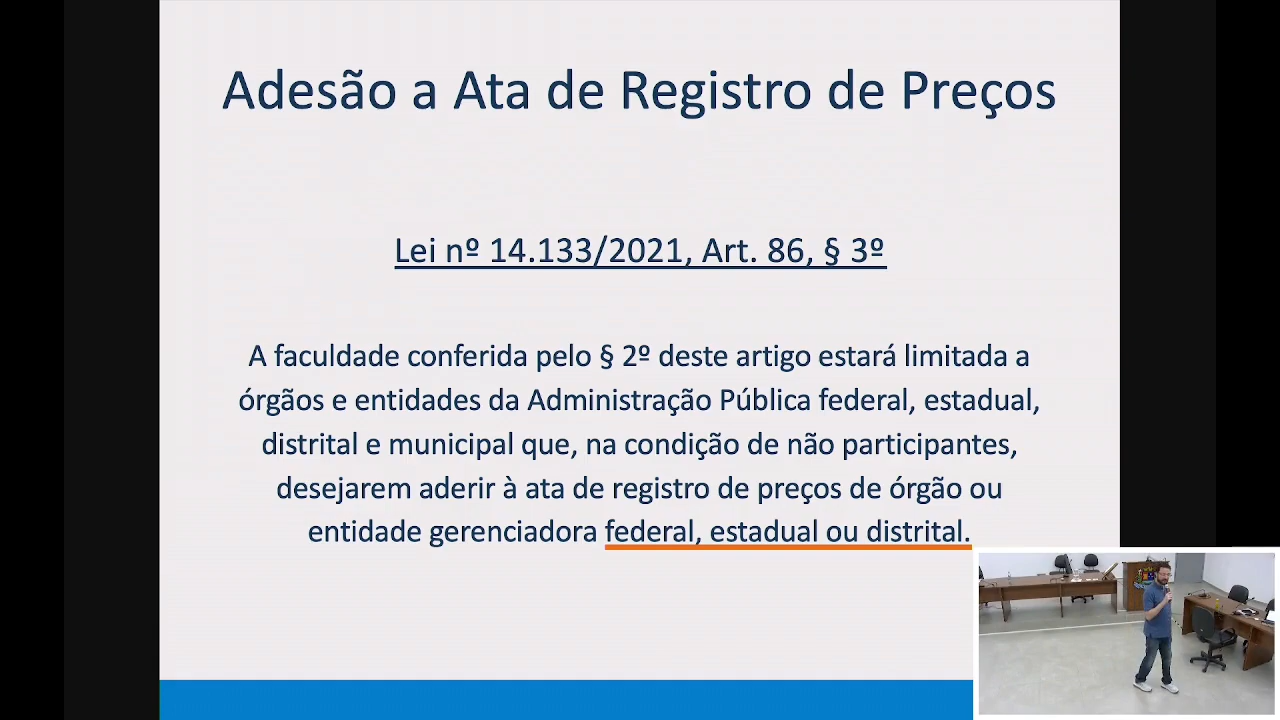 Adesão a Ata de Registro de Preços
Lei nº 14.133/2021, Art. 86, § 3º
A faculdade conferida pelo § 2º deste artigo estará limitada a
órgãos e entidades da Administração Pública federal, estadual,
distrital e municipal que, na condição de não participantes,
desejarem aderir à ata de registro de preços de órgão ou
entidade gerenciadora federal, estadual ou distrital.